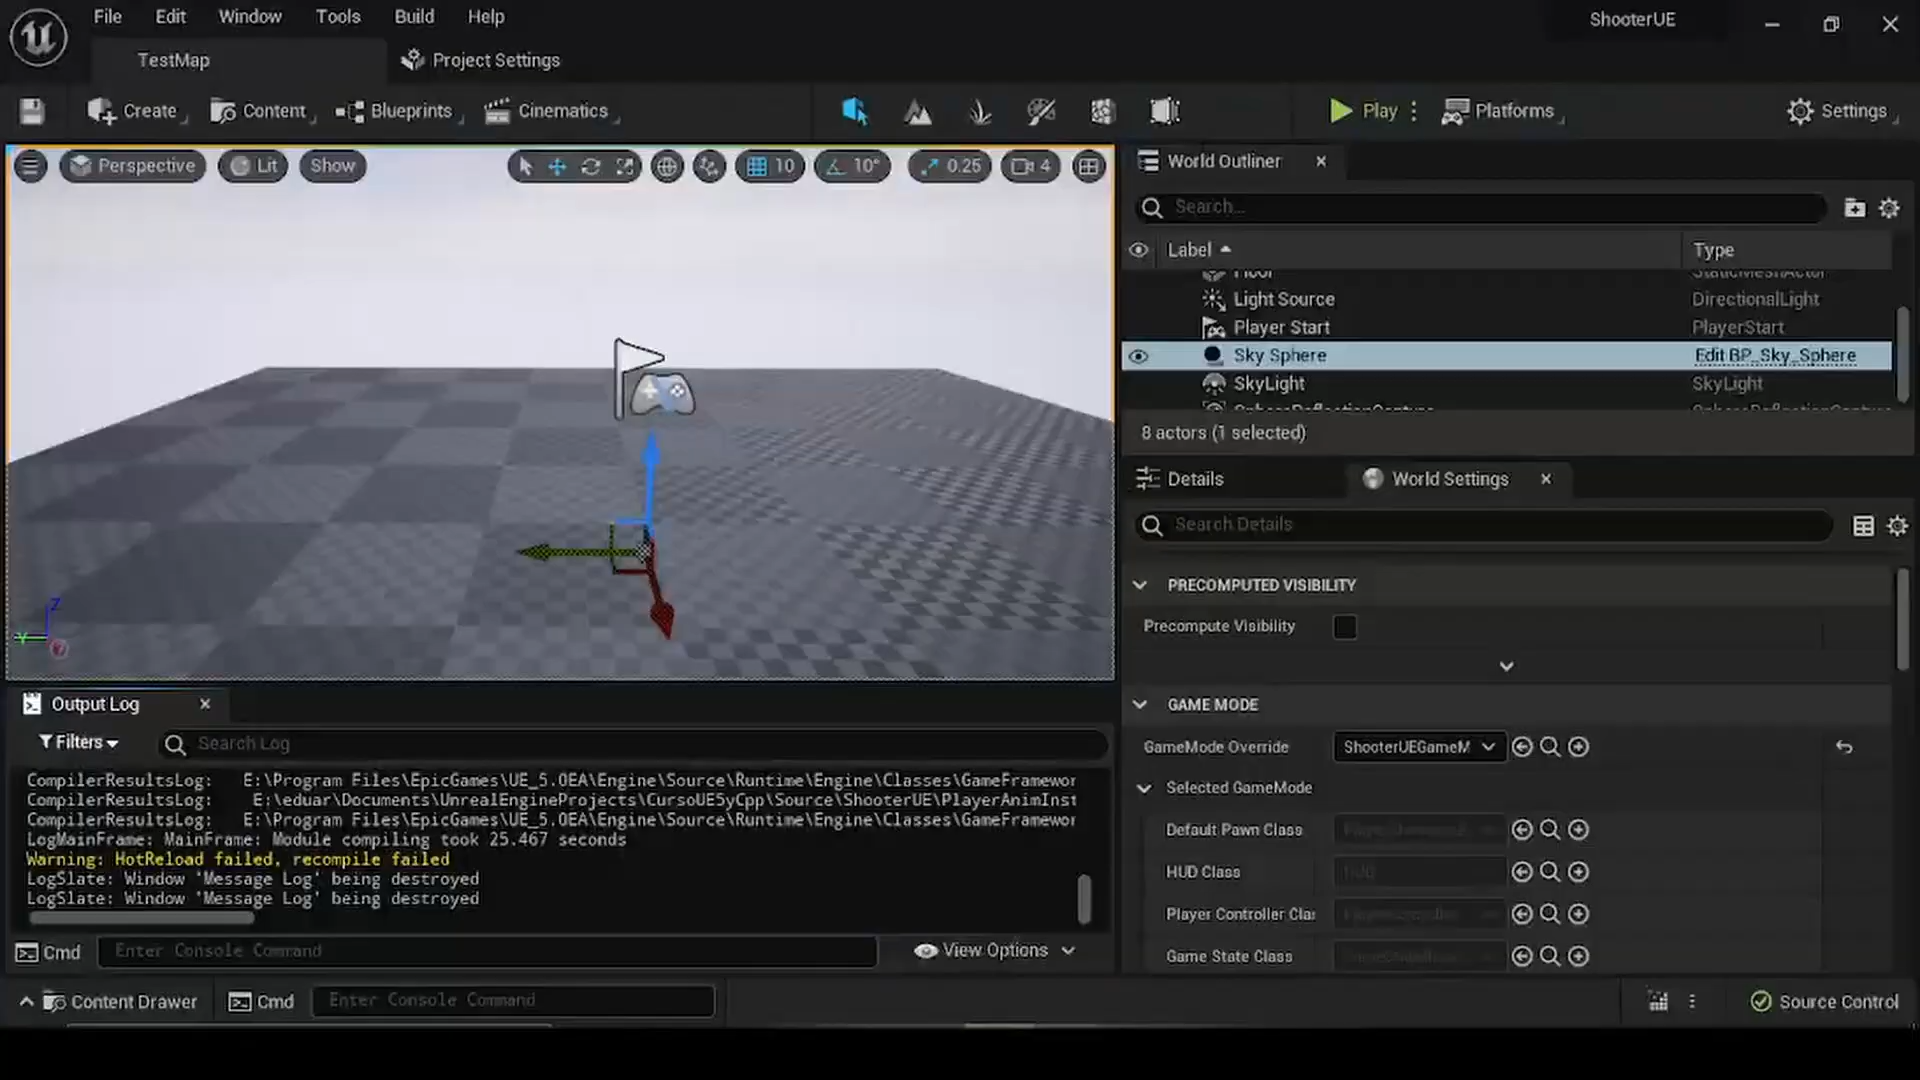 File Edit Window Tools Build Help
ShooterUE
TestMap
Project Settings
Create Content Blueprints Cinematics
Play Platforms Settings
Perspective Lit Show
10 10° 0.25 4
World Outliner
Search...
Label Type
Floor StaticMeshActor
Light Source DirectionalLight
Player Start PlayerStart
Sky Sphere Edit BP_Sky_Sphere
SkyLight SkyLight
8 actors (1 selected)
Details World Settings
Search Details
PRECOMPUTED VISIBILITY
Precompute Visibility
GAME MODE
GameMode Override ShooterUEGameM
Selected GameMode
Default Pawn Class
HUD Class HUD
Player Controller Clas
Game State Class
Z
Y
Output Log
Filters Search Log
CompilerResultsLog: E:\Program Files\EpicGames\UE_5.0EA\Engine\Source\Runtime\Engine\Classes\GameFramewor
CompilerResultsLog: E:\eduar\Documents\UnrealEngineProjects\CursoUE5yCpp\Source\ShooterUE\PlayerAnimInst
CompilerResultsLog: E:\Program Files\EpicGames\UE_5.0EA\Engine\Source\Runtime\Engine\Classes\GameFramewor
LogMainFrame: MainFrame: Module compiling took 25.467 seconds
Warning: HotReload failed, recompile failed
LogSlate: Window 'Message Log' being destroyed
LogSlate: Window 'Message Log' being destroyed
Cmd Enter Console Command View Options
Content Drawer Cmd Enter Console Command Source Control